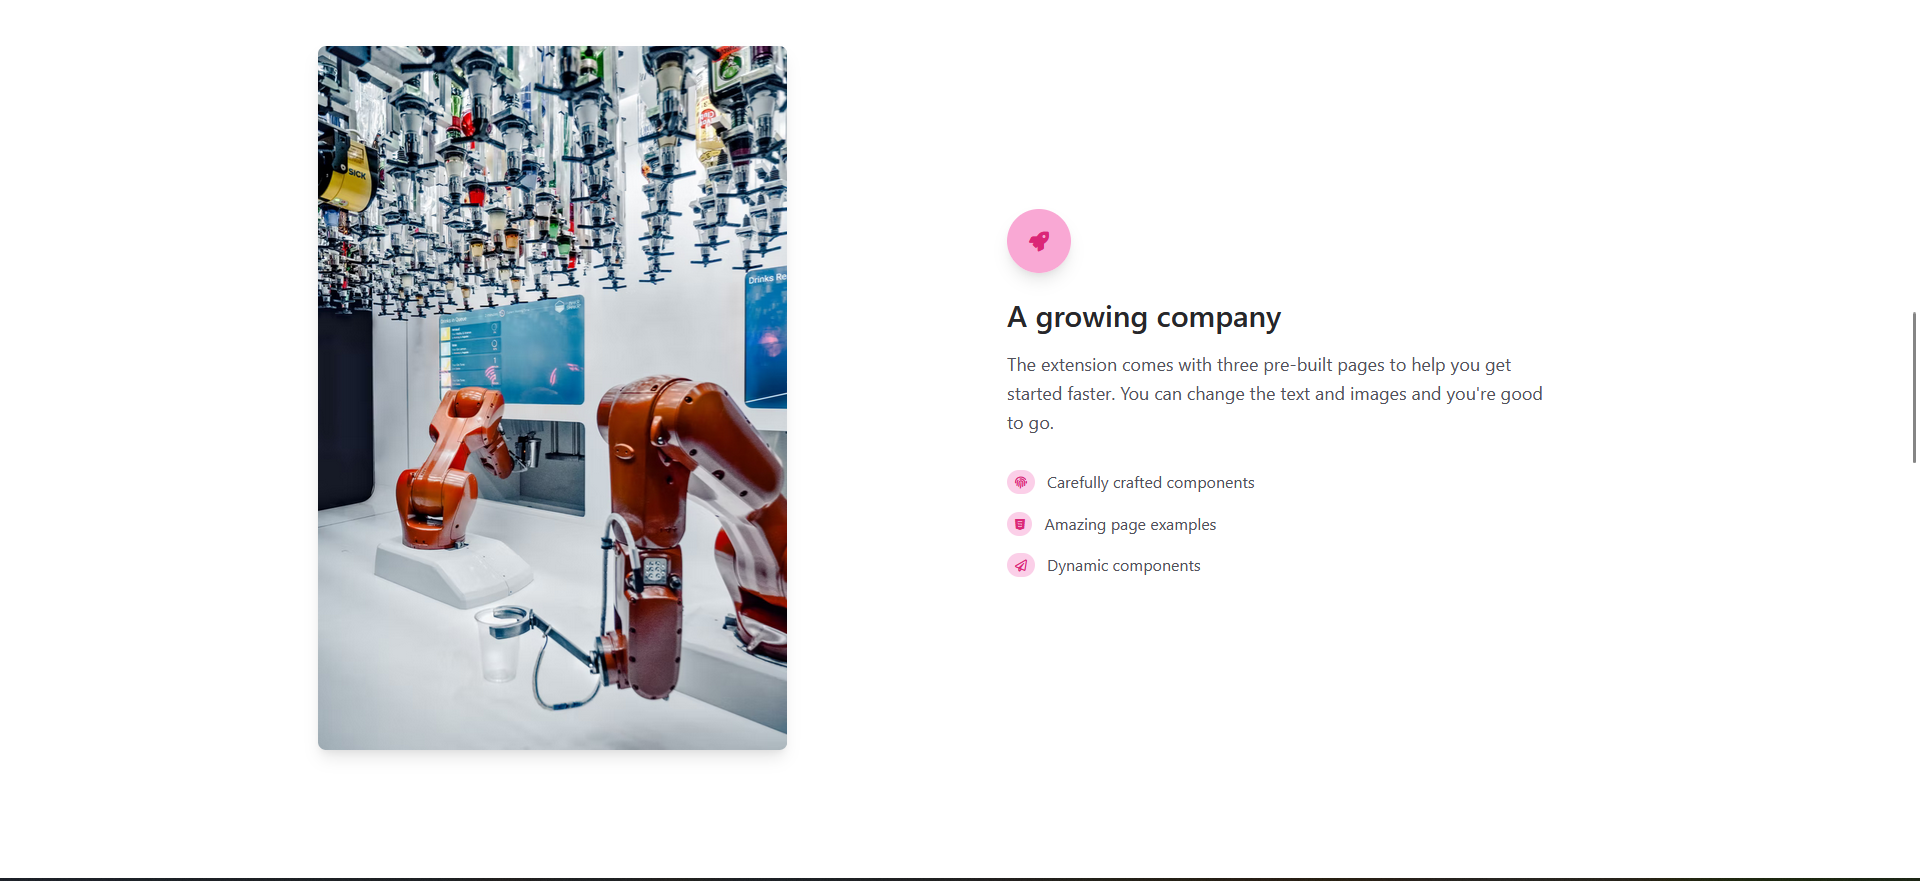 SICK
Drinks Re
A growing company
The extension comes with three pre-built pages to help you get
started faster. You can change the text and images and you're good
to go.
Carefully crafted components
Amazing page examples
Dynamic components